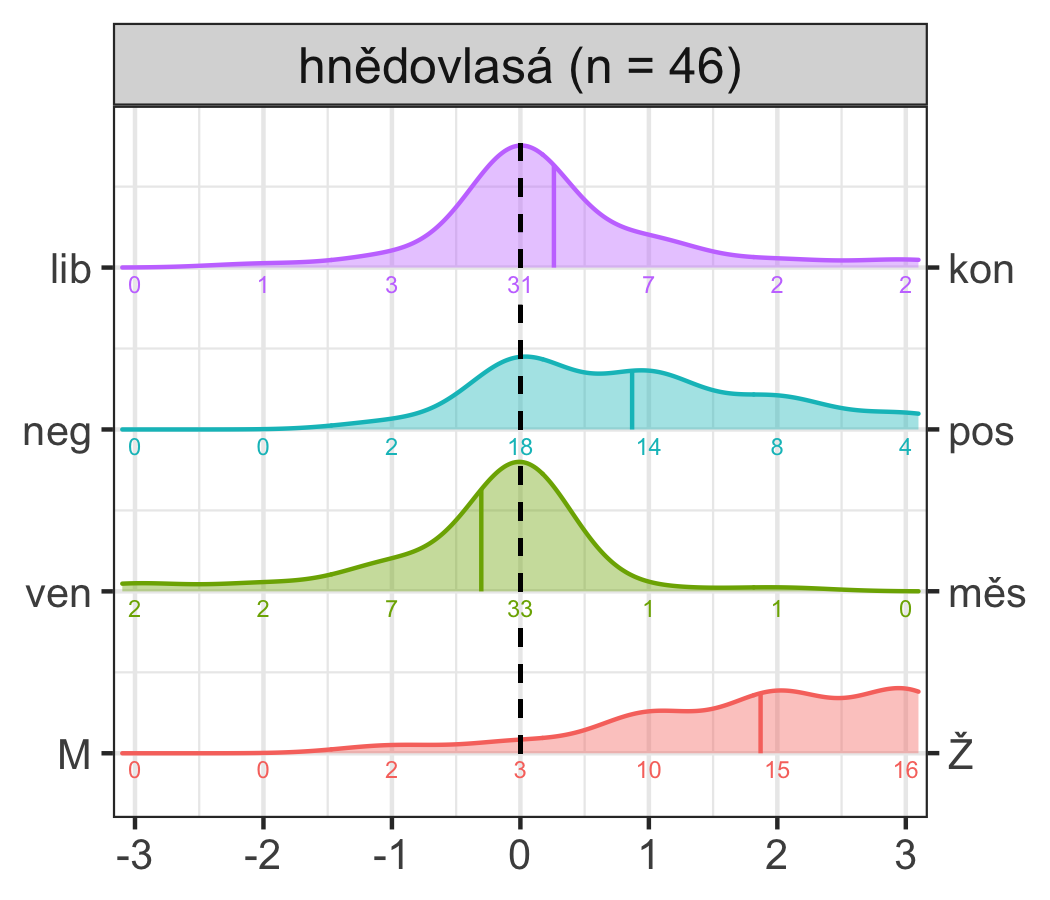 hnědovlasá (n = 46)
lib kon
0 1 3 31 7 2 2
neg pos
0 0 2 18 14 8 4
ven měs
2 2 7 33 1 1 0
M Ž
0 0 2 3 10 15 16
-3 -2 -1 0 1 2 3